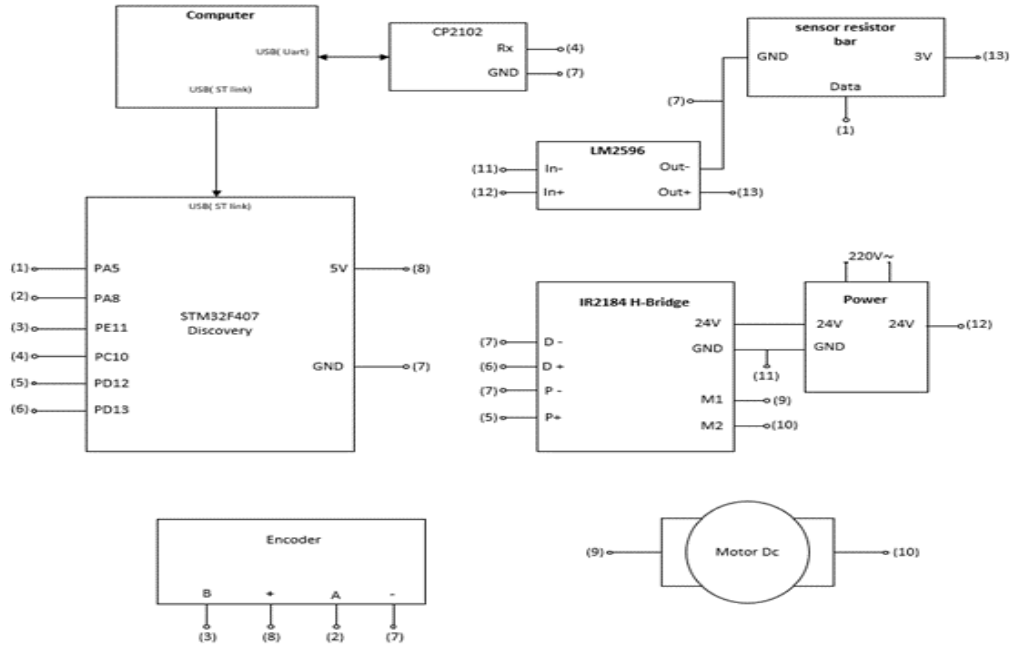 Computer
USB( Uart)
USB( ST link)
CP2102
Rx (4)
GND (7)
sensor resistor
bar
GND 3V (13)
Data
(1)
(7)
LM2596
(11) In- Out-
(12) In+ Out+ (13)
USB( ST link)
(1) PA5 5V (8)
(2) PA8
(3) PE11
STM32F407
Discovery
(4) PC10
GND (7)
(5) PD12
(6) PD13
IR2184 H-Bridge
24V
GND
(7) D -
(6) D +
(7) P -
(5) P+
M1 (9)
M2 (10)
(11)
220V~
Power
24V 24V (12)
GND
Encoder
B + A -
(3) (8) (2) (7)
(9) Motor Dc (10)